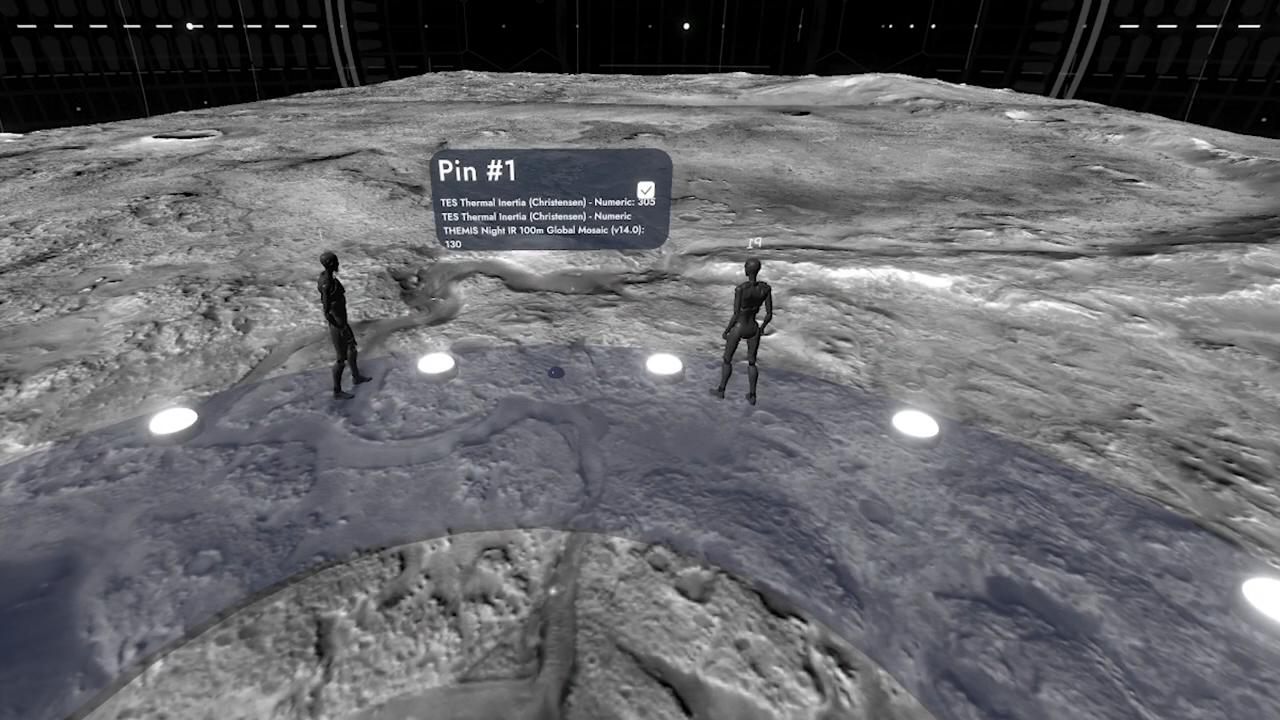 Pin #1
TES Thermal Inertia (Christensen) - Numeric: 305
TES Thermal Inertia (Christensen) - Numeric
THEMIS Night IR 100m Global Mosaic (v14.0):
130